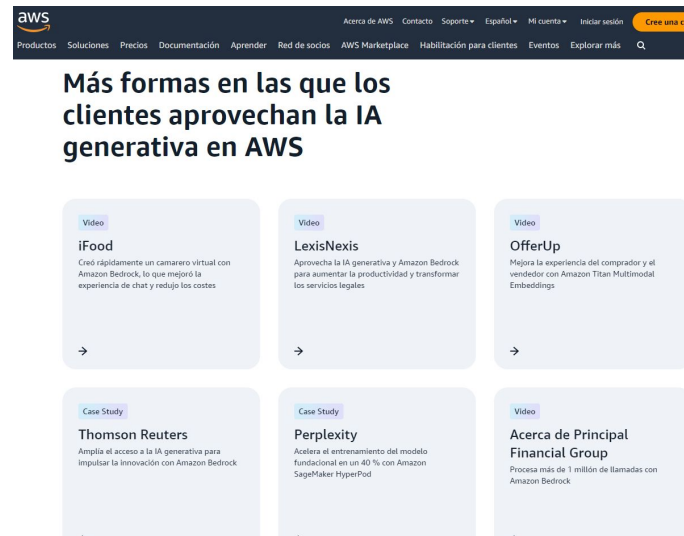 aws
Acerca de AWS Contacto Soporte Español Mi cuenta Iniciar sesión Cree una c
Productos Soluciones Precios Documentación Aprender Red de socios AWS Marketplace Habilitación para clientes Eventos Explorar más
Más formas en las que los
clientes aprovechan la IA
generativa en AWS
Video
iFood
Creó rápidamente un camarero virtual con
Amazon Bedrock, lo que mejoró la
experiencia de chat y redujo los costes
Video
LexisNexis
Aprovecha la IA generativa y Amazon Bedrock
para aumentar la productividad y transformar
los servicios legales
Video
OfferUp
Mejora la experiencia del comprador y el
vendedor con Amazon Titan Multimodal
Embeddings
Case Study
Thomson Reuters
Amplía el acceso a la IA generativa para
impulsar la innovación con Amazon Bedrock
Case Study
Perplexity
Acelera el entrenamiento del modelo
fundacional en un 40 % con Amazon
SageMaker HyperPod
Video
Acerca de Principal
Financial Group
Procesa más de 1 millón de llamadas con
Amazon Bedrock